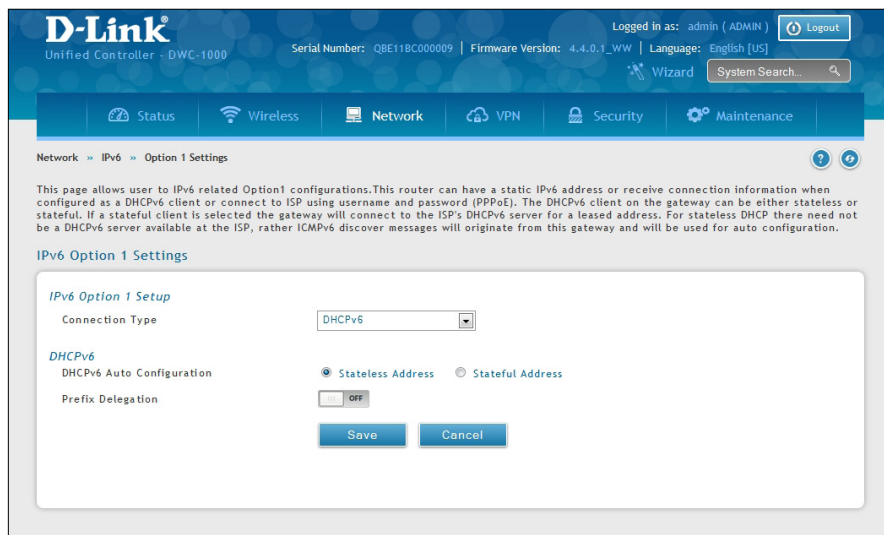 D-Link®
Unified Controller - DWC-1000
Logged in as: admin ( ADMIN ) Logout
Serial Number: QBE11BC000009 | Firmware Version: 4.4.0.1_WW | Language: English [US]
Wizard System Search...
Status Wireless Network VPN Security Maintenance
Network » IPv6 » Option 1 Settings ?
This page allows user to IPv6 related Option1 configurations.This router can have a static IPv6 address or receive connection information when
configured as a DHCPv6 client or connect to ISP using username and password (PPPoE). The DHCPv6 client on the gateway can be either stateless or
stateful. If a stateful client is selected the gateway will connect to the ISP's DHCPv6 server for a leased address. For stateless DHCP there need not
be a DHCPv6 server available at the ISP, rather ICMPv6 discover messages will originate from this gateway and will be used for auto configuration.
IPv6 Option 1 Settings
IPv6 Option 1 Setup
Connection Type DHCPv6
DHCPv6
DHCPv6 Auto Configuration Stateless Address Stateful Address
Prefix Delegation OFF
Save Cancel